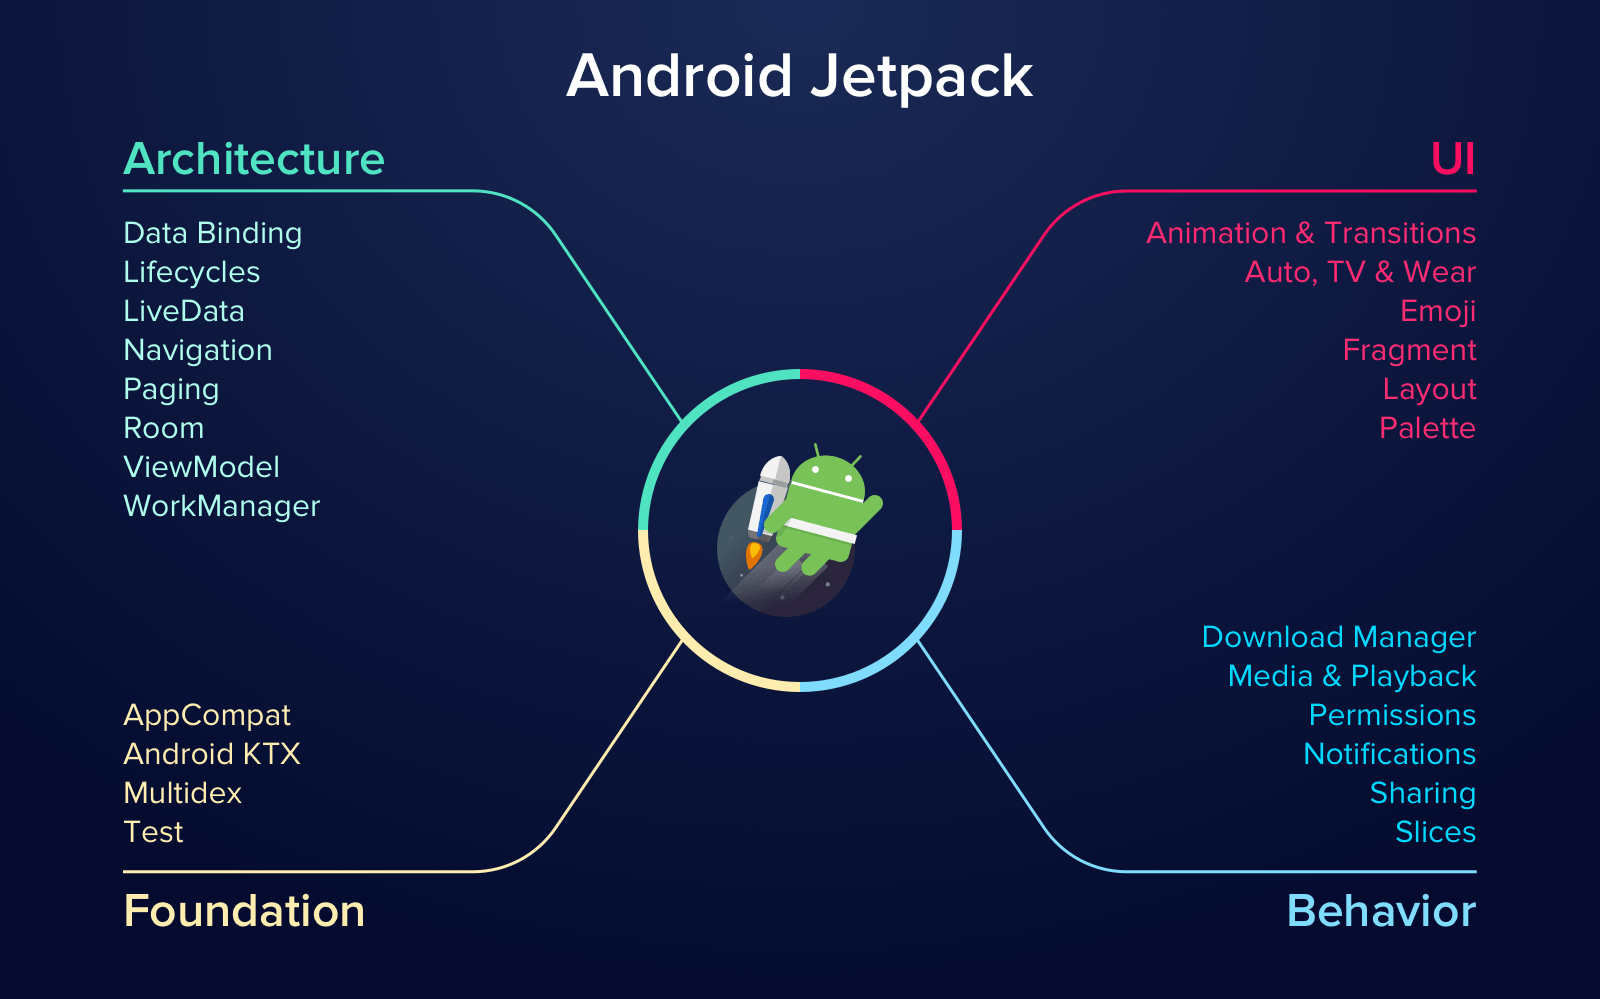 Android Jetpack
Architecture
Data Binding
Lifecycles
LiveData
Navigation
Paging
Room
ViewModel
WorkManager
UI
Animation & Transitions
Auto, TV & Wear
Emoji
Fragment
Layout
Palette
AppCompat
Android KTX
Multidex
Test
Foundation
Download Manager
Media & Playback
Permissions
Notifications
Sharing
Slices
Behavior